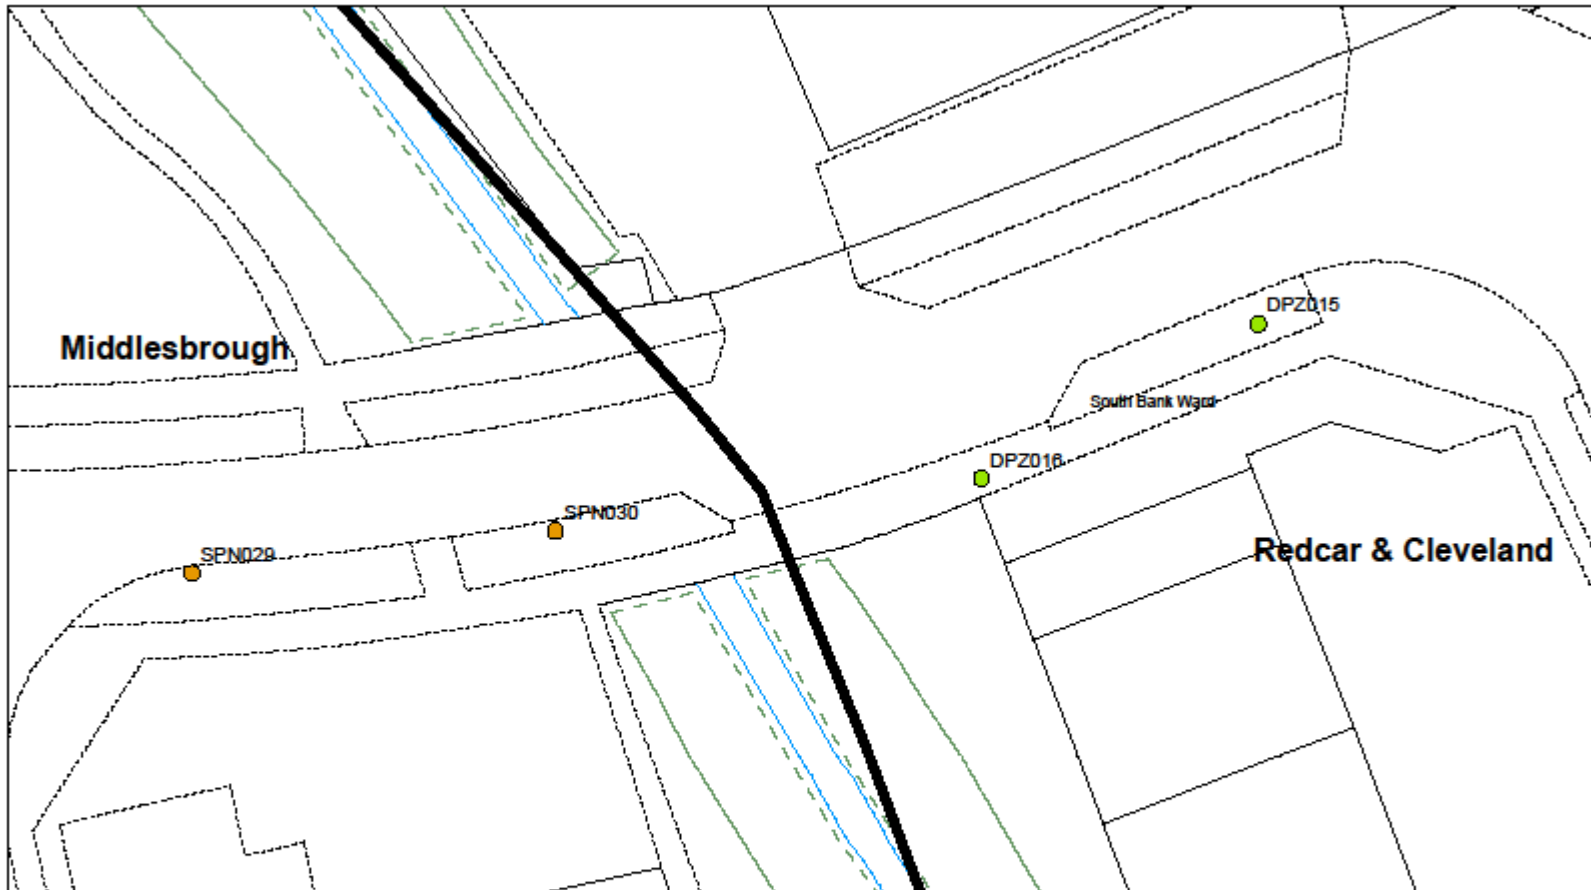 DPZ015
Middlesbrough
South Bank Ward
DPZ016
SPN030
SPN029
Redcar & Cleveland